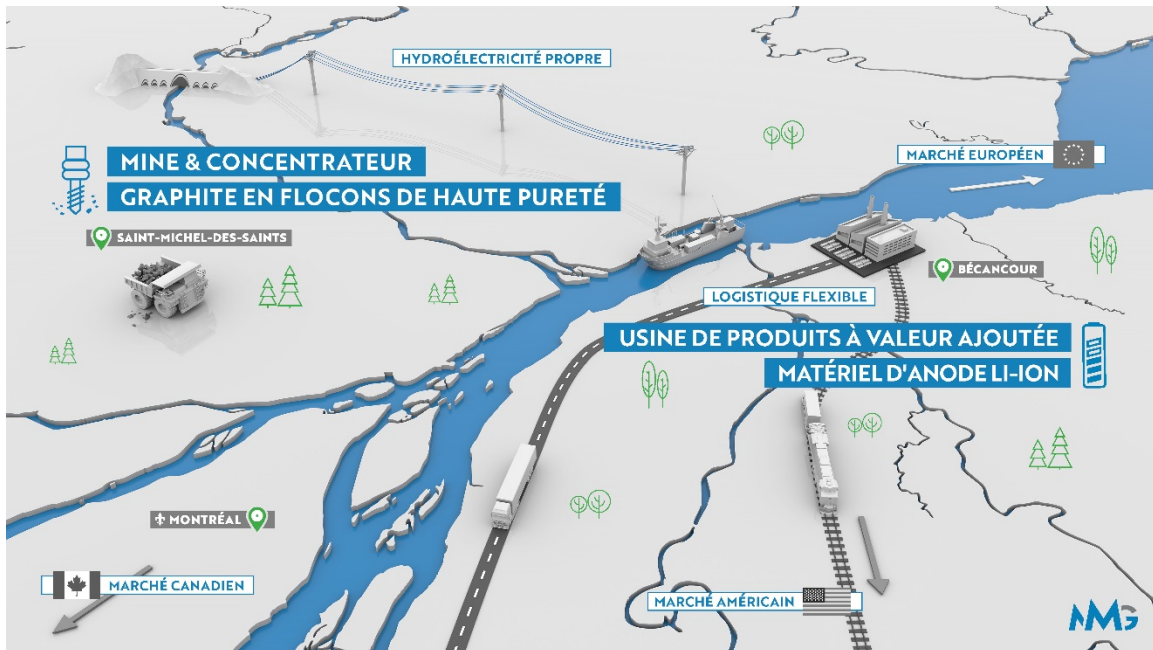 HYDROÉLECTRICITÉ PROPRE
MINE & CONCENTRATEUR
GRAPHITE EN FLOCONS DE HAUTE PURETÉ
MARCHÉ EUROPÉEN
SAINT-MICHEL-DES-SAINTS
BÉCANCOUR
LOGISTIQUE FLEXIBLE
USINE DE PRODUITS À VALEUR AJOUTÉE
MATÉRIEL D'ANODE LI-ION
MONTRÉAL
MARCHÉ CANADIEN
MARCHÉ AMÉRICAIN
NMG